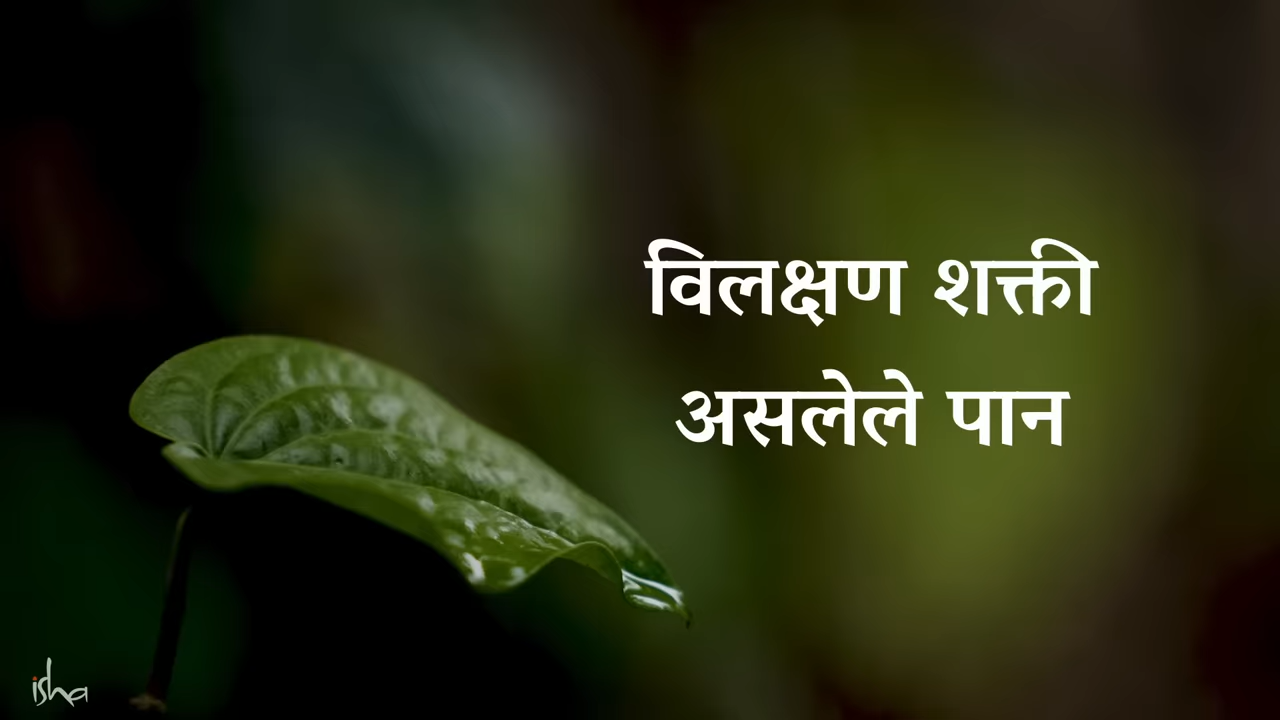 विलक्षण शक्ती
असलेले पान
isha